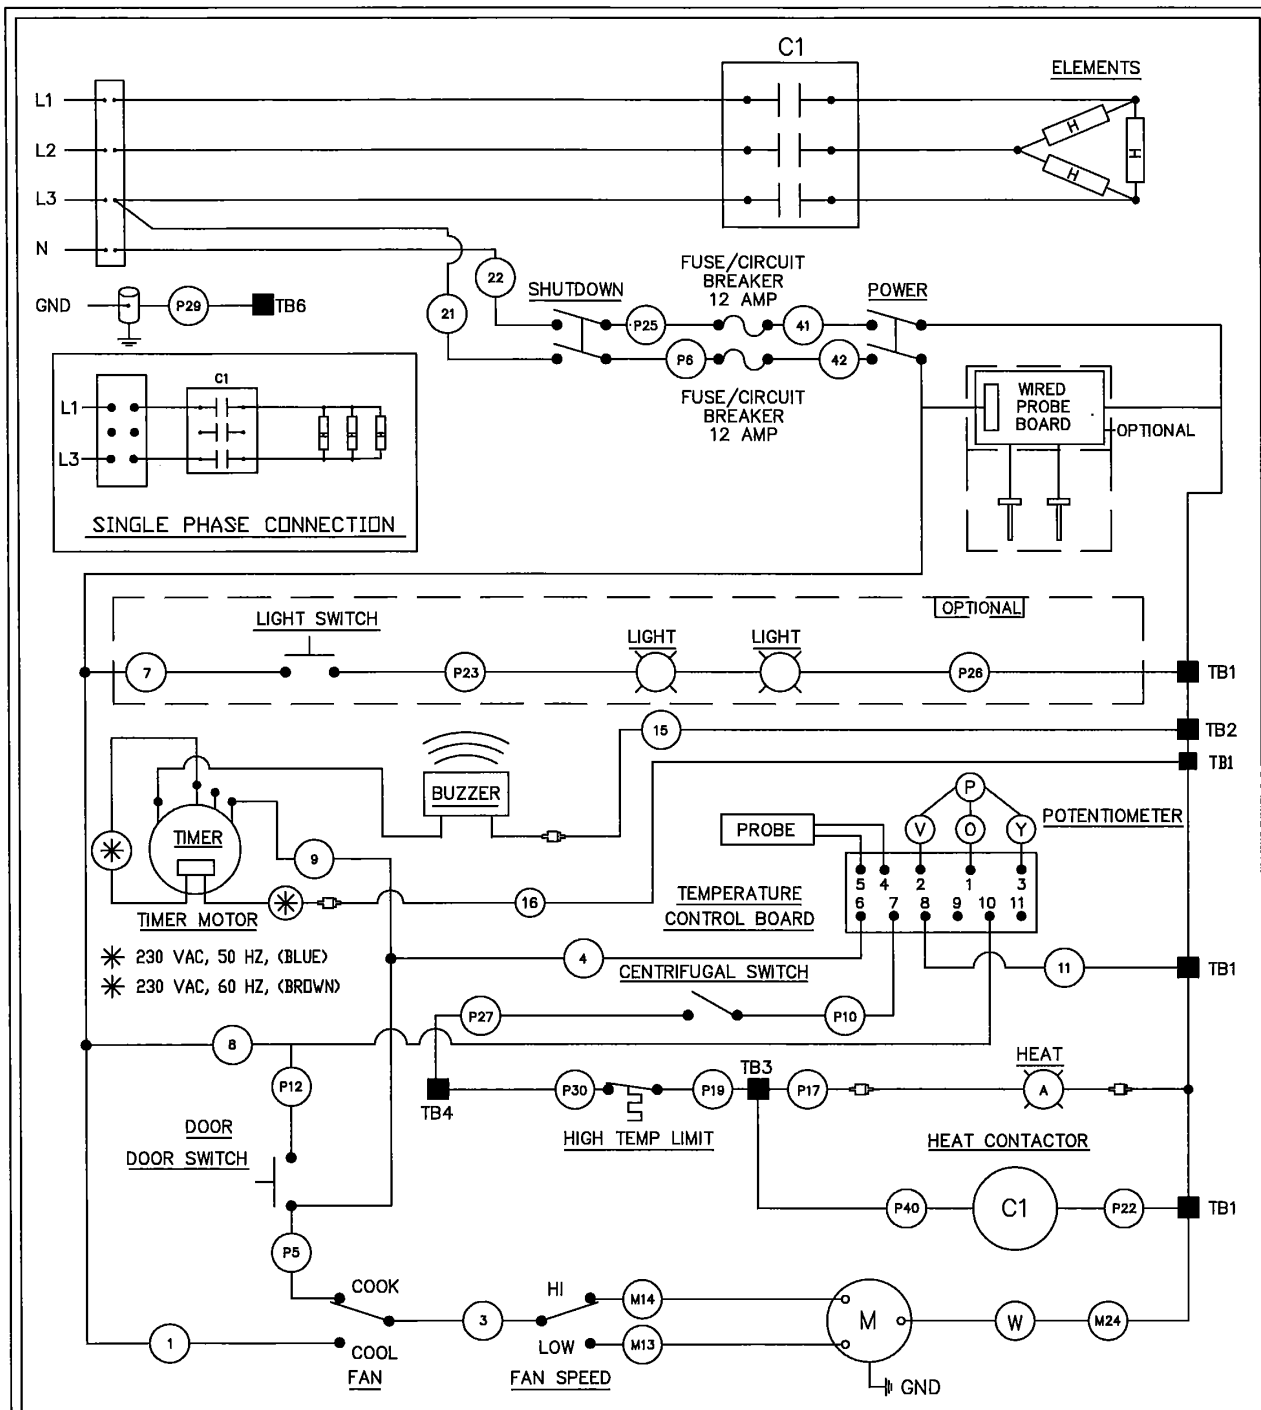 C1
ELEMENTS
L1
H
L2
H
H
L3
N
22
FUSE/CIRCUIT
BREAKER
12 AMP
SHUTDOWN
POWER
GND
P29
TB6
21
P25
41
P6
42
C1
L1
L3
SINGLE PHASE CONNECTION
FUSE/CIRCUIT
BREAKER
12 AMP
WIRED
PROBE
BOARD
OPTIONAL
OPTIONAL
LIGHT SWITCH
LIGHT
LIGHT
7
P23
P26
TB1
15
TB2
TB1
BUZZER
P
POTENTIOMETER
TIMER
PROBE
V
O
Y
9
5 4 2 1 3
6 7 8 9 10 11
TEMPERATURE
CONTROL BOARD
16
TIMER MOTOR
230 VAC, 50 HZ, (BLUE)
230 VAC, 60 HZ, (BROWN)
4
CENTRIFUGAL SWITCH
11
TB1
P27
P10
8
P12
TB4
P30
P19
TB3
P17
HEAT
A
HIGH TEMP LIMIT
DOOR
DOOR SWITCH
HEAT CONTACTOR
P40
C1
P22
TB1
P5
COOK
HI
M14
3
M
W
M24
1
COOL
LOW
M13
FAN
FAN SPEED
GND